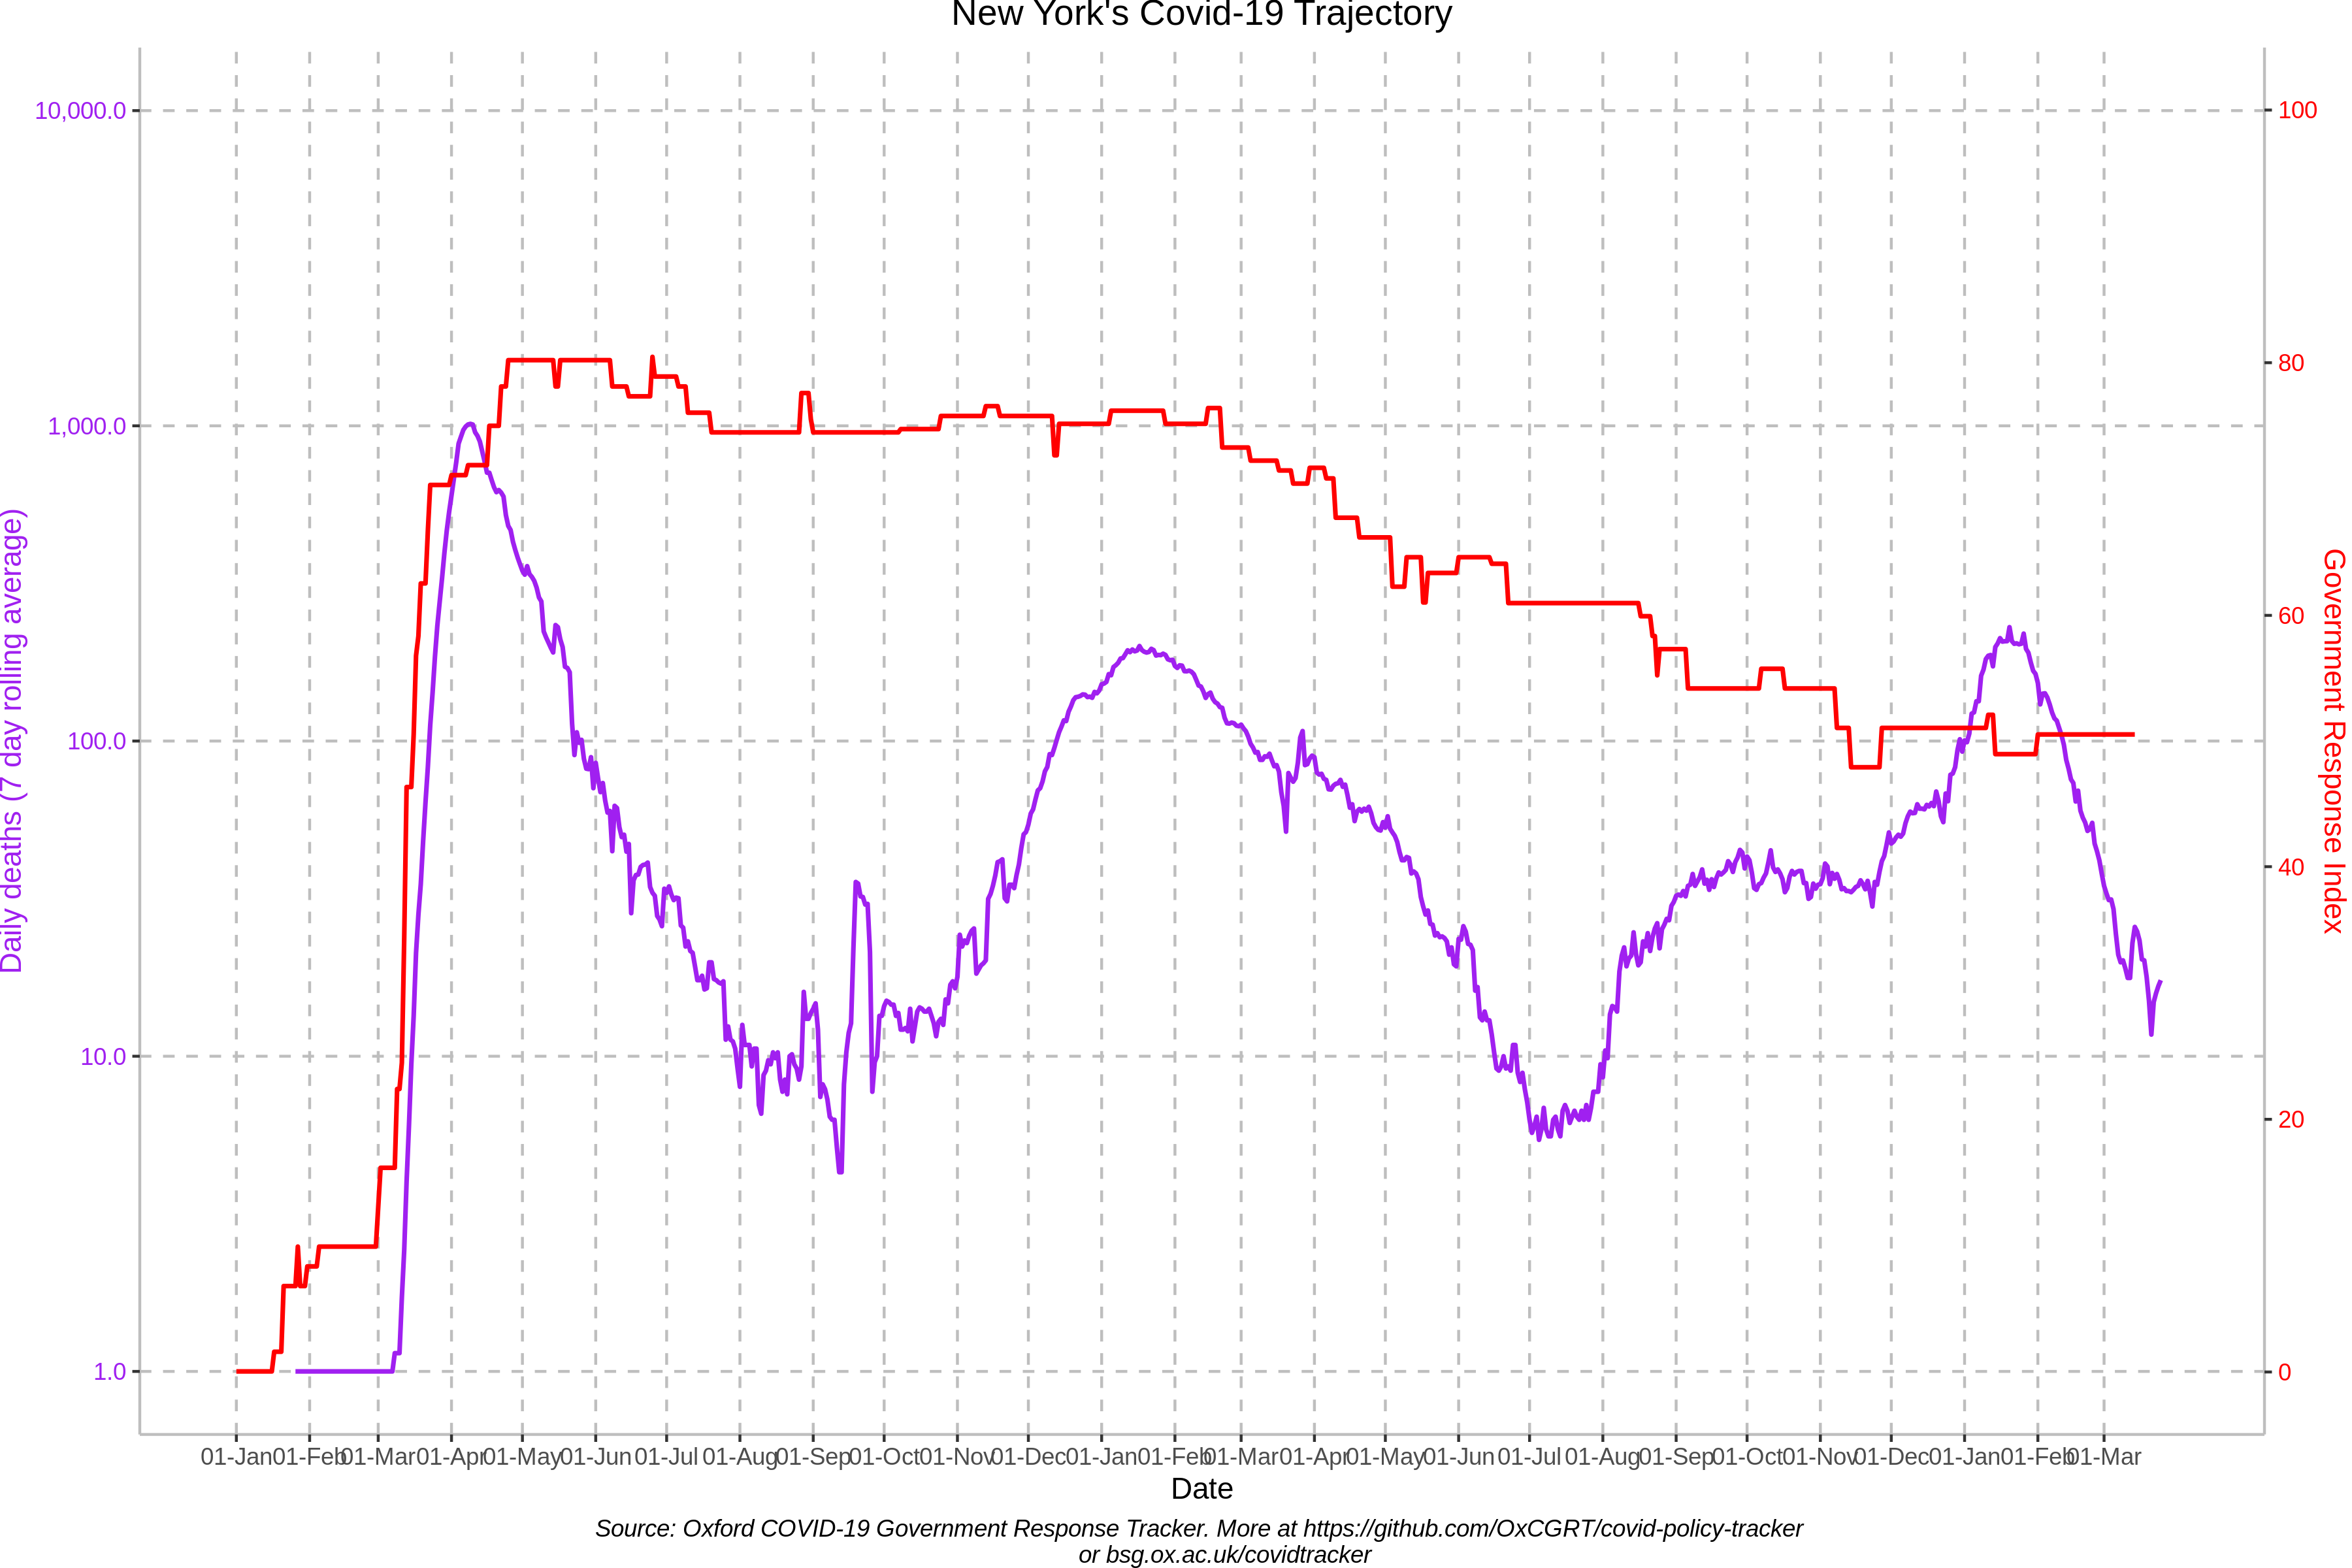 New York's Covid-19 Trajectory
10,000.0
1,000.0
100.0
10.0
1.0
Daily deaths (7 day rolling average)
100
80
60
40
20
0
Government Response Index
01-Jan 01-Feb 01-Mar 01-Apr 01-May 01-Jun 01-Jul 01-Aug 01-Sep 01-Oct 01-Nov 01-Dec 01-Jan 01-Feb 01-Mar 01-Apr 01-May 01-Jun 01-Jul 01-Aug 01-Sep 01-Oct 01-Nov 01-Dec 01-Jan 01-Feb 01-Mar
Date
Source: Oxford COVID-19 Government Response Tracker. More at https://github.com/OxCGRT/covid-policy-tracker
or bsg.ox.ac.uk/covidtracker